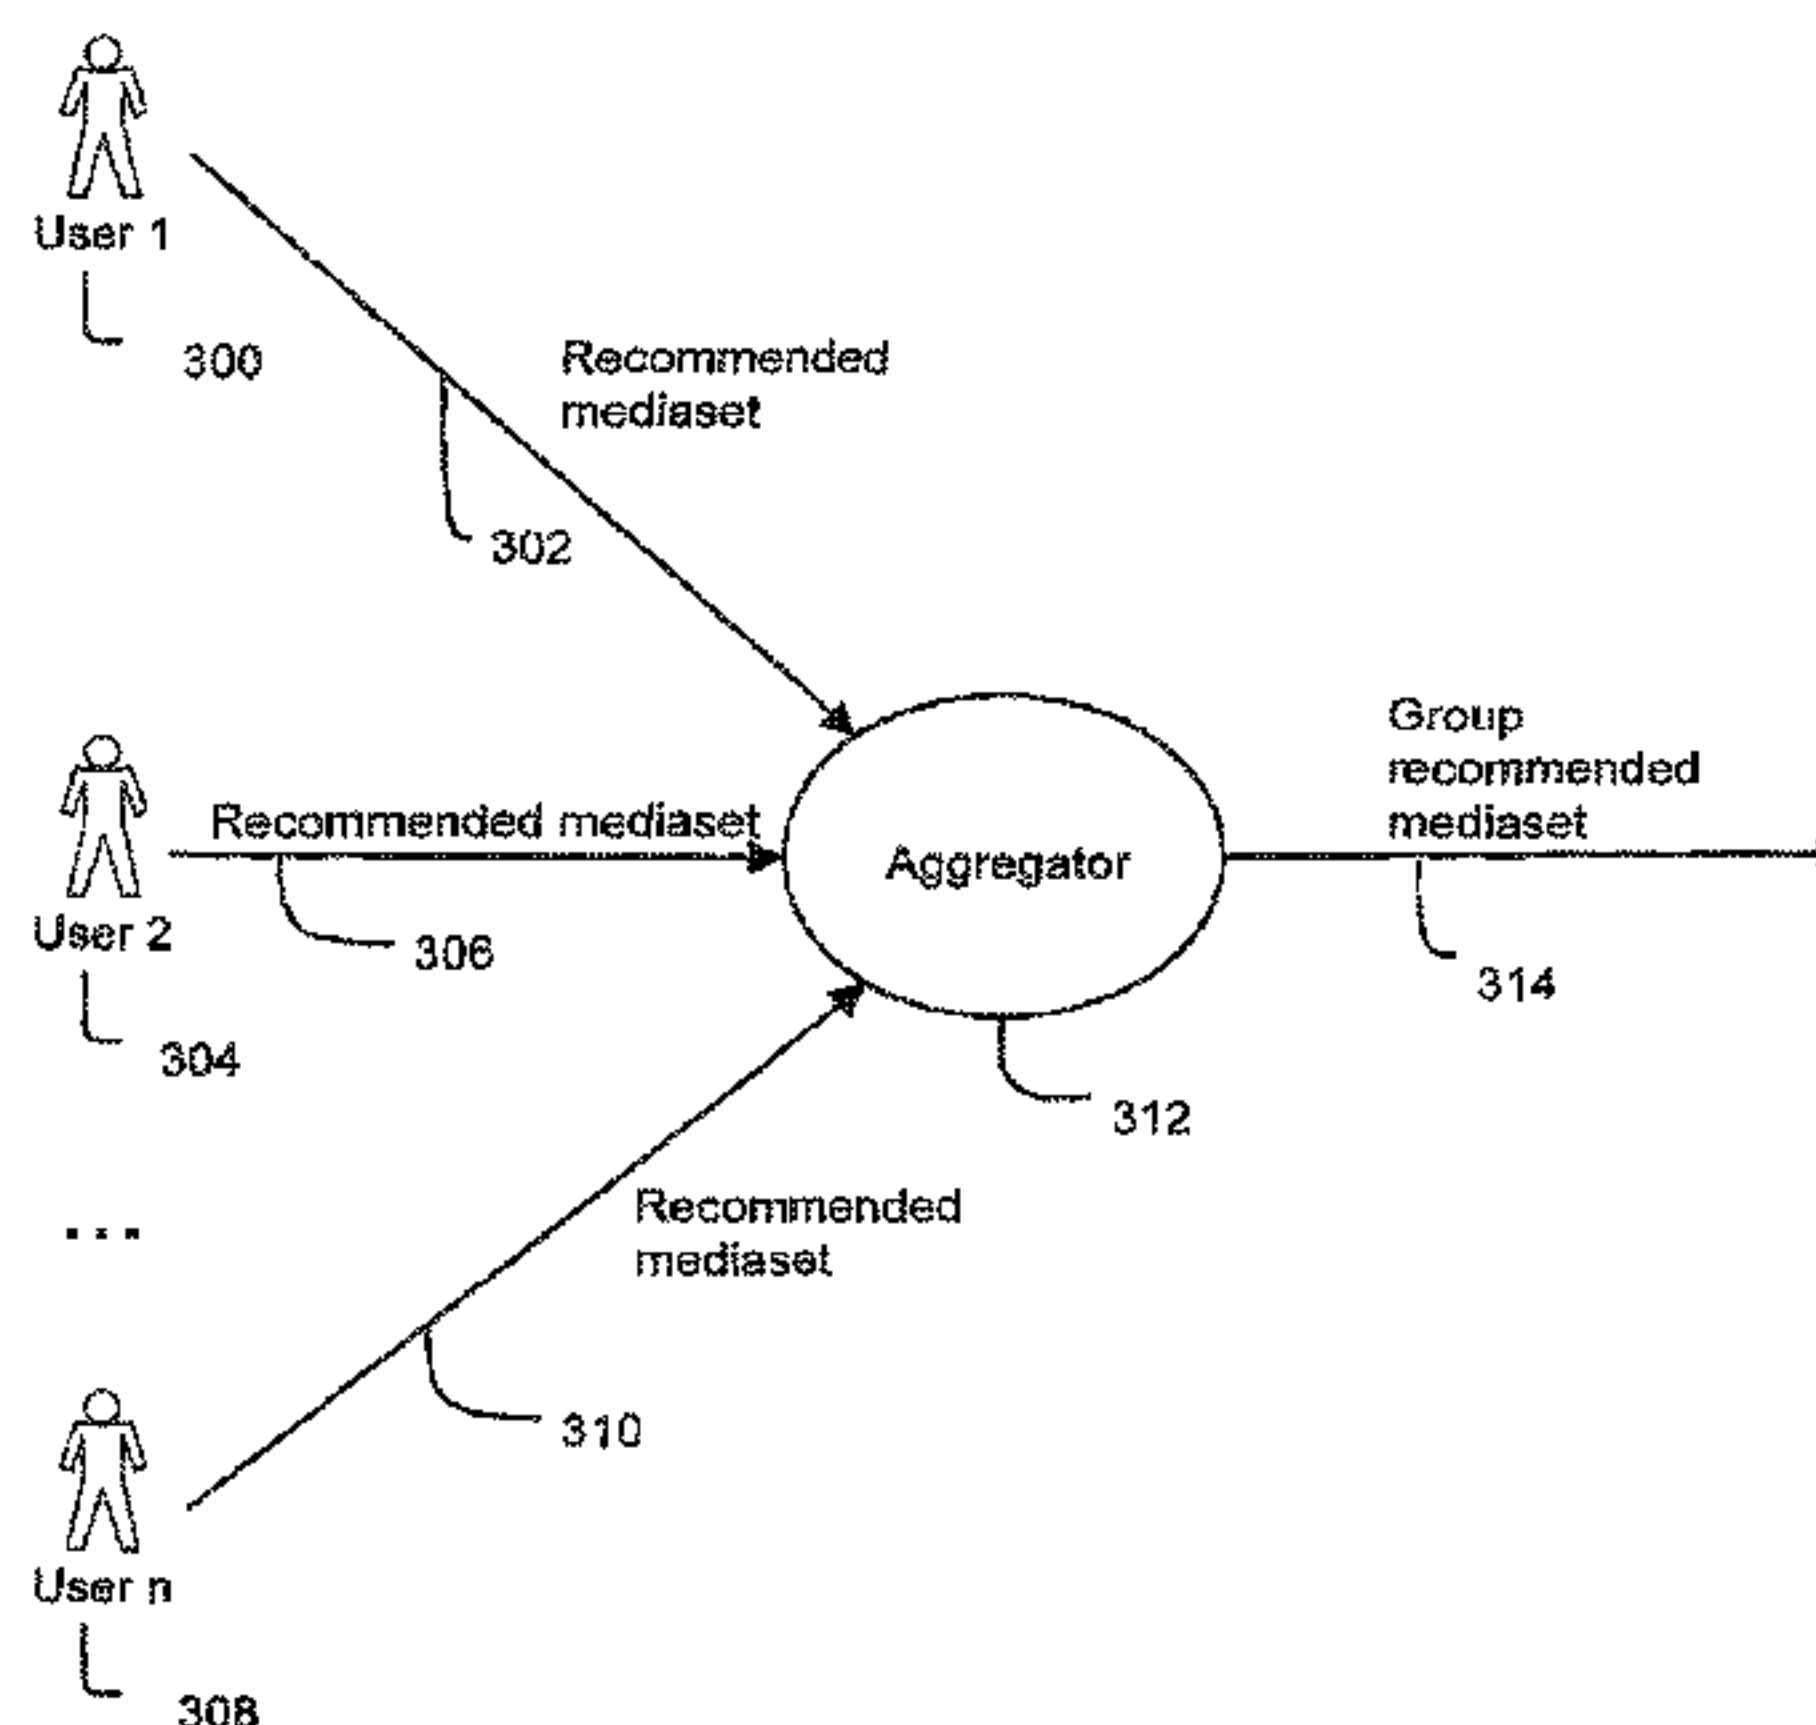 User 1
300
Recommended
mediaset
302
Group
recommended
mediaset
Recommended mediaset
Aggregator
User 2
306
314
304
312
Recommended
mediaset
...
310
User n
308